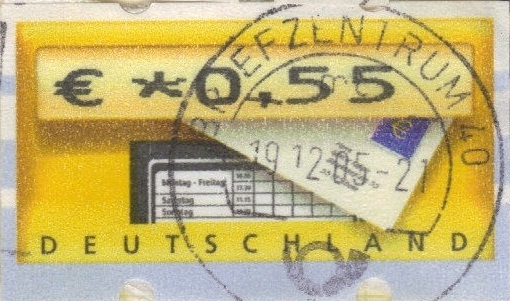 € *0,55
BRIEFZENTRUM 40
19.12.05-21
Montag - Freitag
Samstag
Sonntag
DEUTSCHLAND